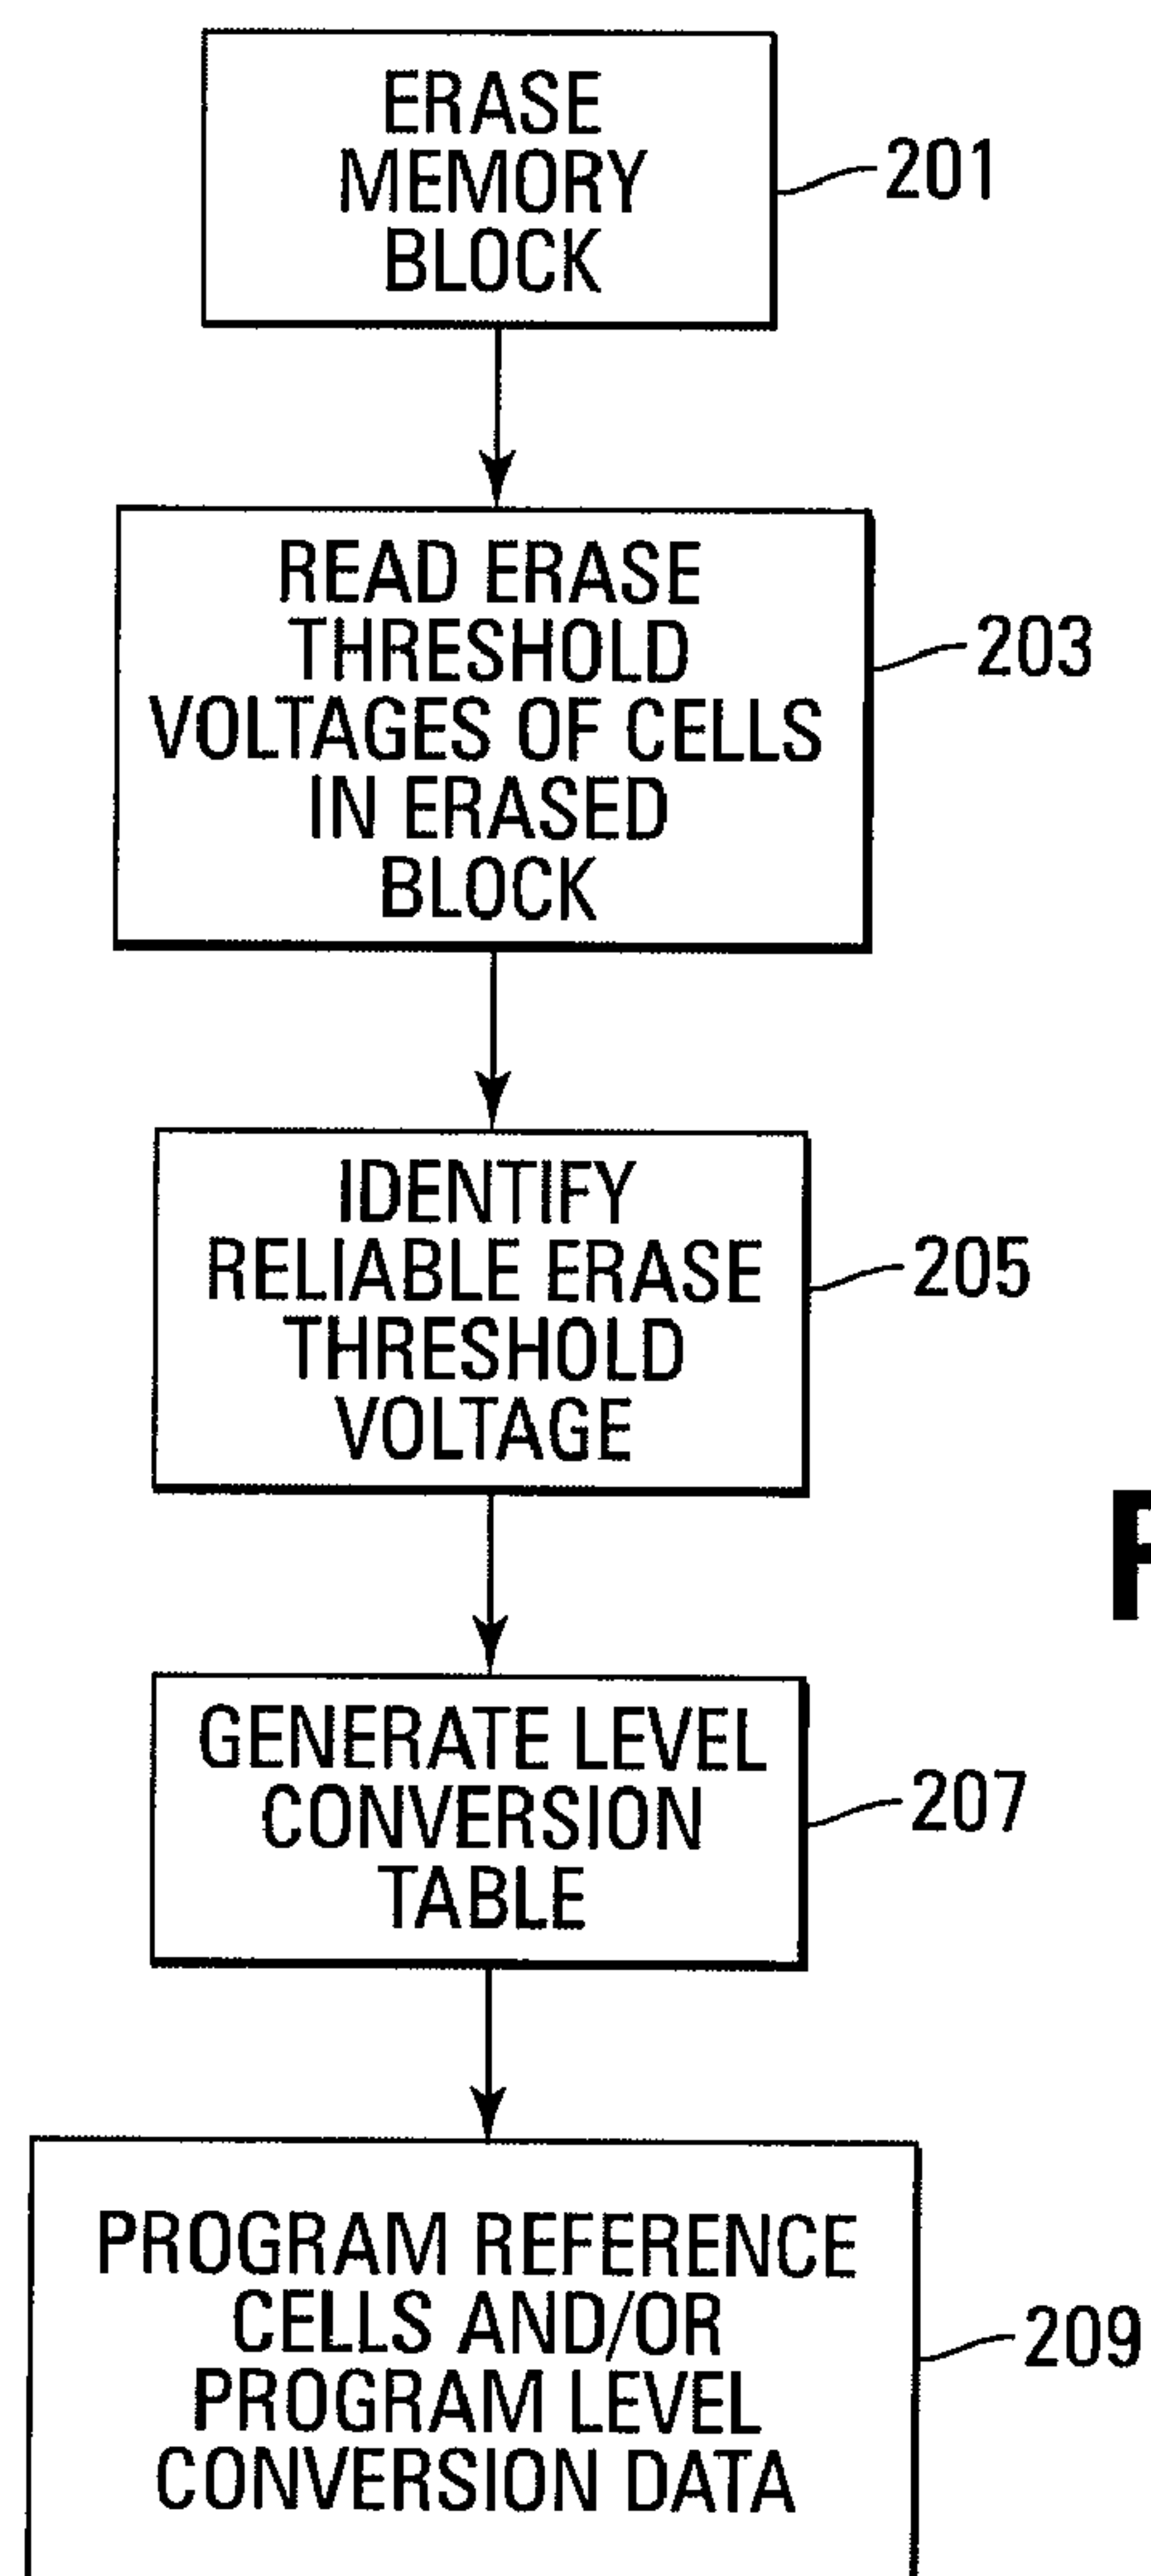 ERASE
MEMORY
BLOCK
201
READ ERASE
THRESHOLD
VOLTAGES OF CELLS
IN ERASED
BLOCK
203
IDENTIFY
RELIABLE ERASE
THRESHOLD
VOLTAGE
205
GENERATE LEVEL
CONVERSION
TABLE
207
PROGRAM REFERENCE
CELLS AND/OR
PROGRAM LEVEL
CONVERSION DATA
209